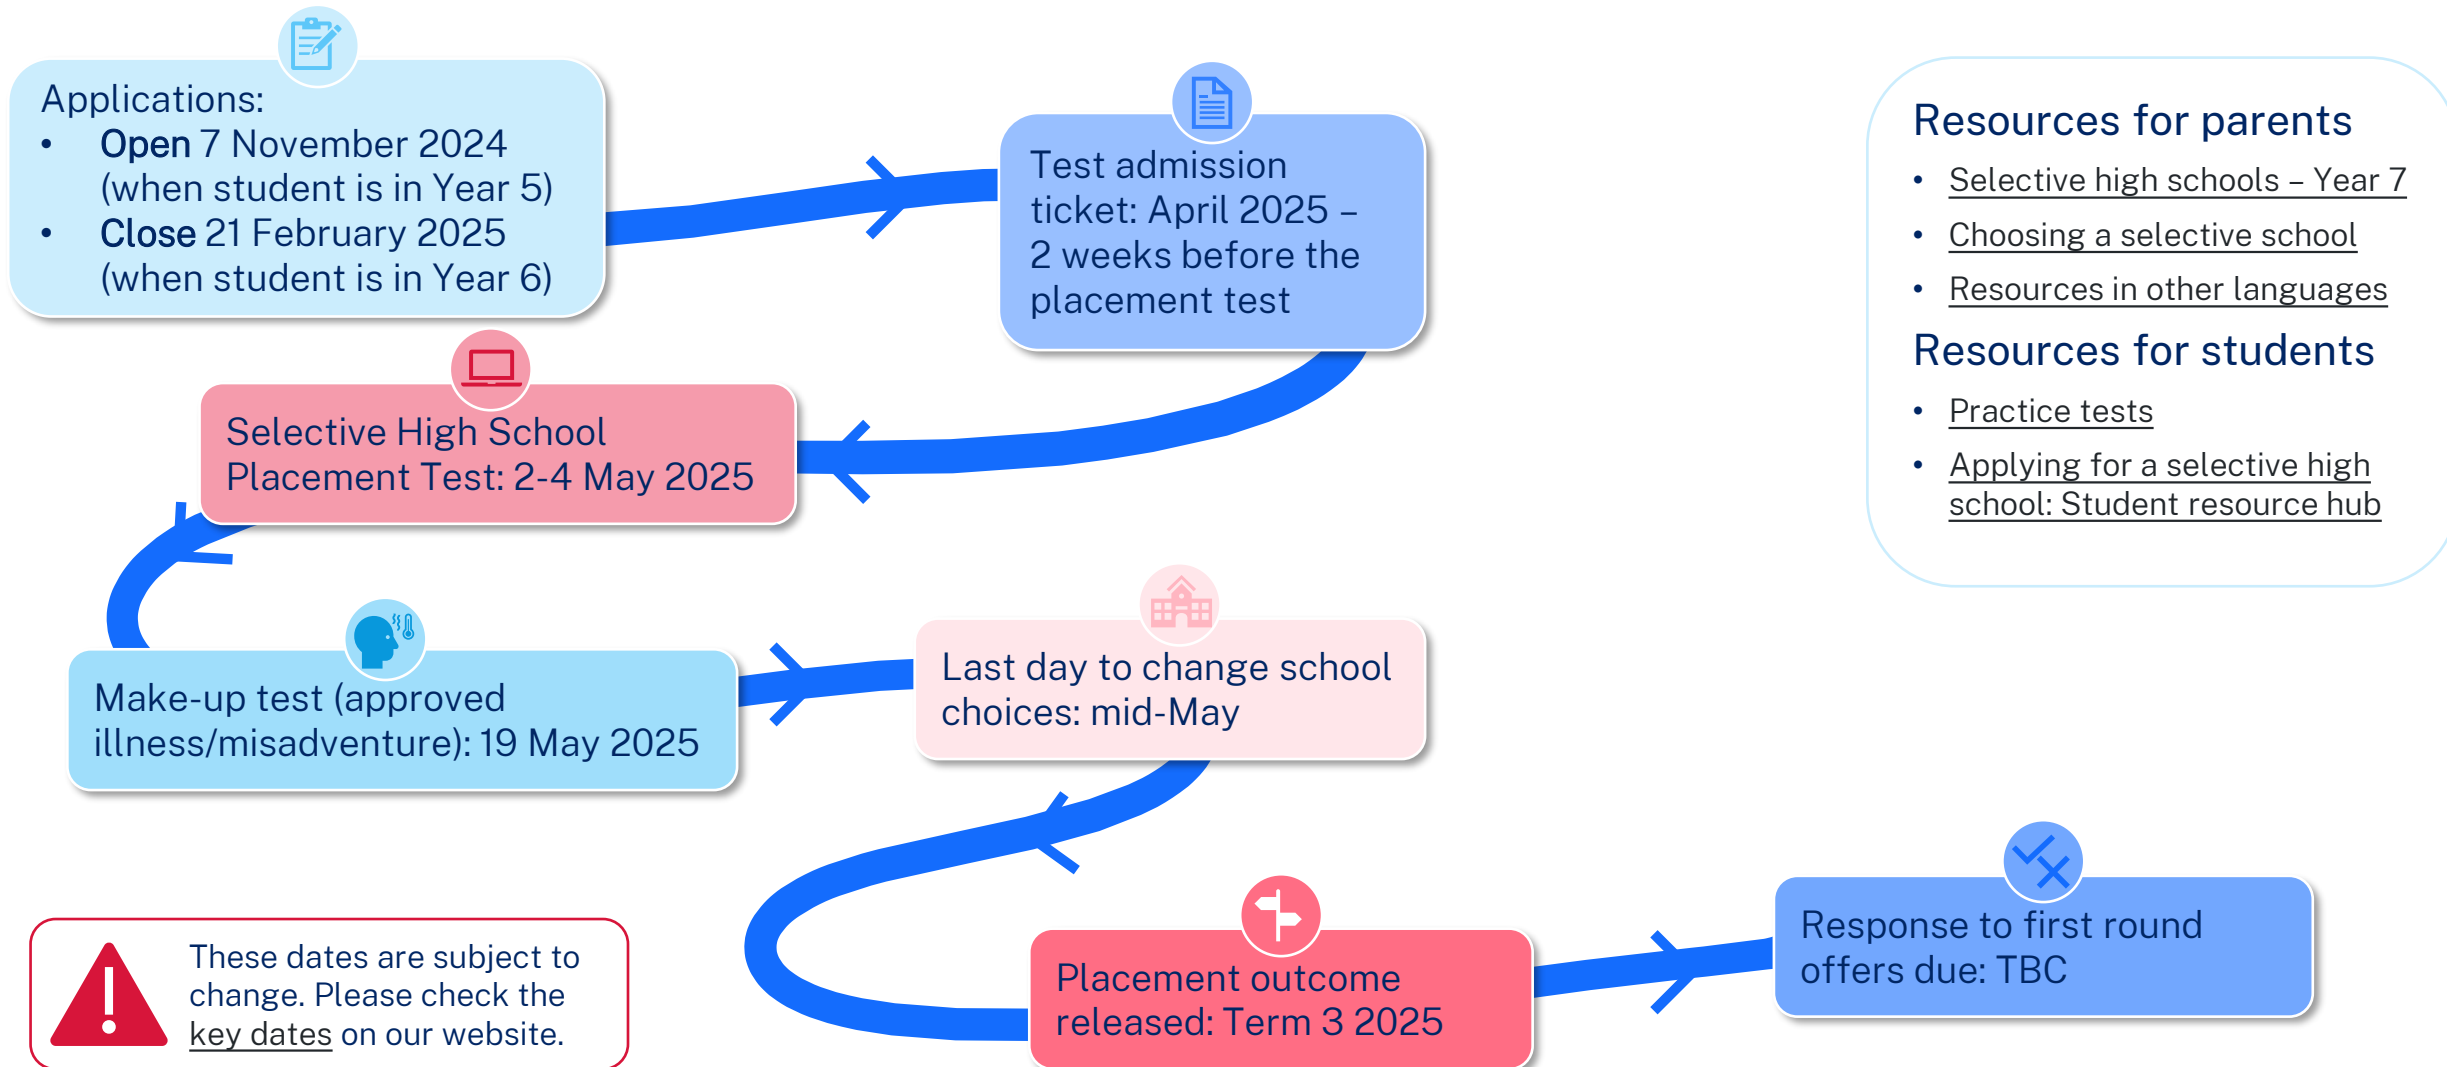 Applications:
• Open 7 November 2024
(when student is in Year 5)
• Close 21 February 2025
(when student is in Year 6)
Test admission
ticket: April 2025 –
2 weeks before the
placement test
Selective High School
Placement Test: 2-4 May 2025
Make-up test (approved
illness/misadventure): 19 May 2025
Last day to change school
choices: mid-May
Placement outcome
released: Term 3 2025
Response to first round
offers due: TBC
These dates are subject to
change. Please check the
key dates on our website.
Resources for parents
• Selective high schools – Year 7
• Choosing a selective school
• Resources in other languages
Resources for students
• Practice tests
• Applying for a selective high
school: Student resource hub